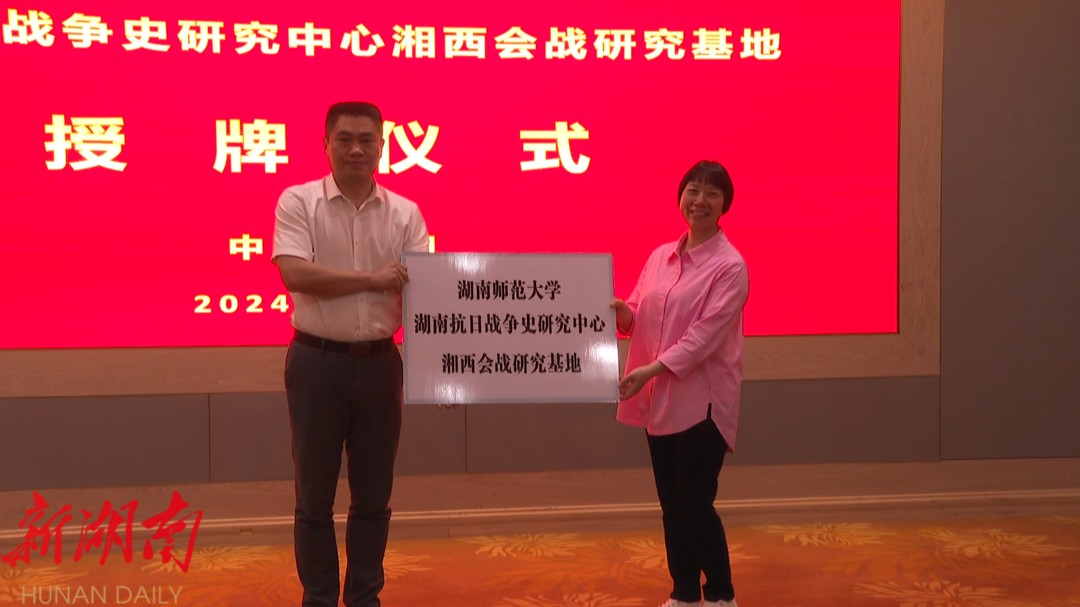 战争史研究中心湘西会战研究基地
授牌仪式
中
2024
湖南师范大学
湖南抗日战争史研究中心
湘西会战研究基地
新湖南
HUNAN DAILY